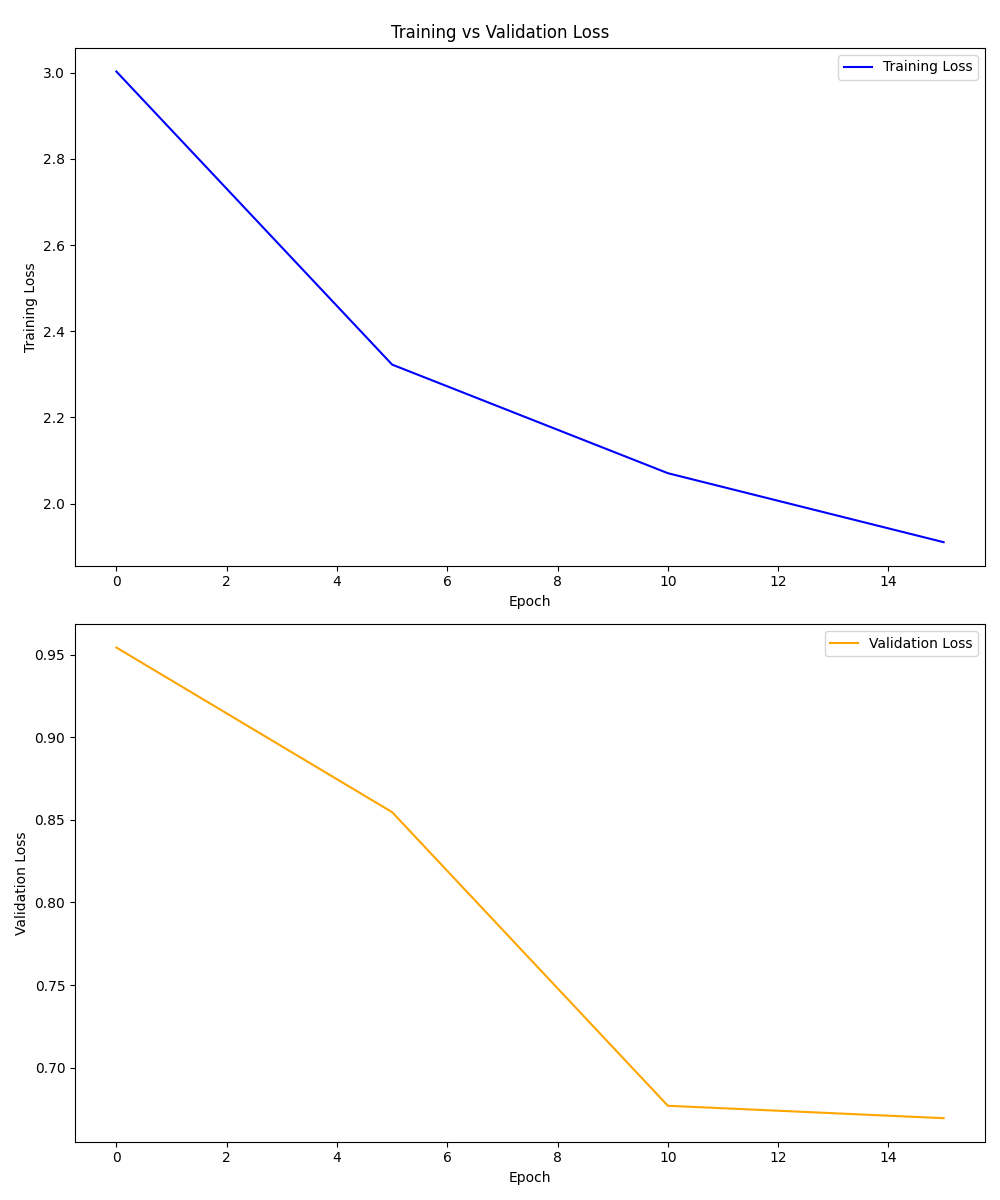 Training vs Validation Loss
Training Loss
3.0
2.8
2.6
2.4
2.2
2.0
Training Loss
0 2 4 6 8 10 12 14
Epoch
Validation Loss
0.95
0.90
0.85
0.80
0.75
0.70
Validation Loss
0 2 4 6 8 10 12 14
Epoch